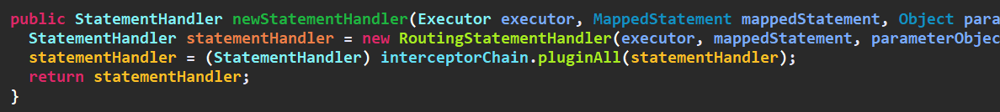 public StatementHandler newStatementHandler(Executor executor, MappedStatement mappedStatement, Object para
StatementHandler statementHandler = new RoutingStatementHandler(executor, mappedStatement, parameterObjec
statementHandler = (StatementHandler) interceptorChain.pluginAll(statementHandler);
return statementHandler;
}